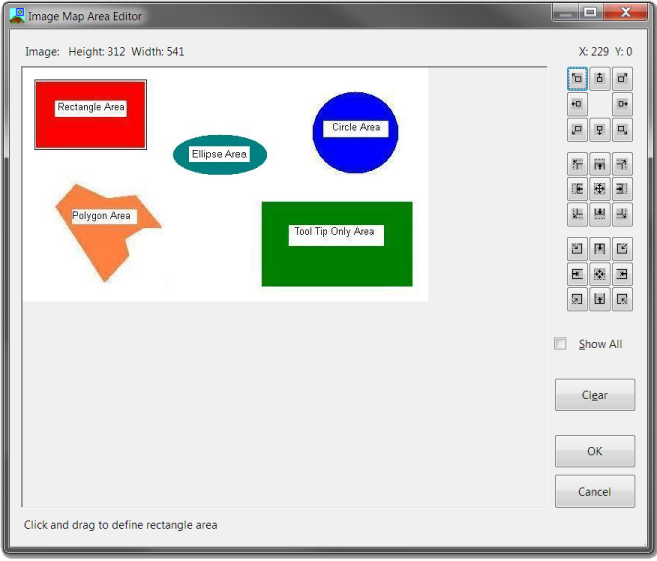 Image Map Area Editor
Image: Height: 312 Width: 541
X: 229 Y: 0
Rectangle Area
Circle Area
Ellipse Area
Polygon Area
Tool Tip Only Area
Show All
Clear
OK
Cancel
Click and drag to define rectangle area